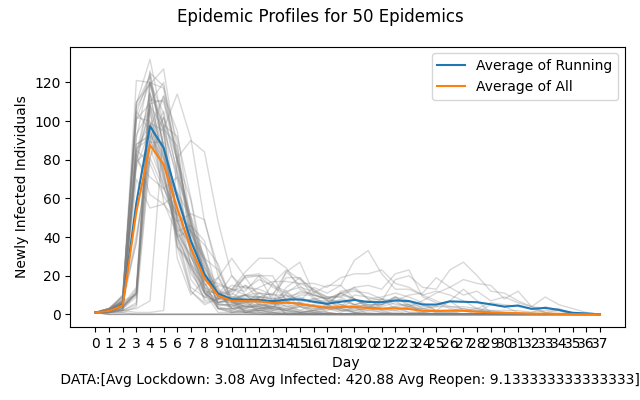 Epidemic Profiles for 50 Epidemics
Average of Running
Average of All
Newly Infected Individuals
120
100
80
60
40
20
0
0 1 2 3 4 5 6 7 8 9 10 11 12 13 14 15 16 17 18 19 20 21 22 23 24 25 26 27 28 29 30 31 32 33 34 35 36 37
Day
DATA:[Avg Lockdown: 3.08 Avg Infected: 420.88 Avg Reopen: 9.133333333333333]